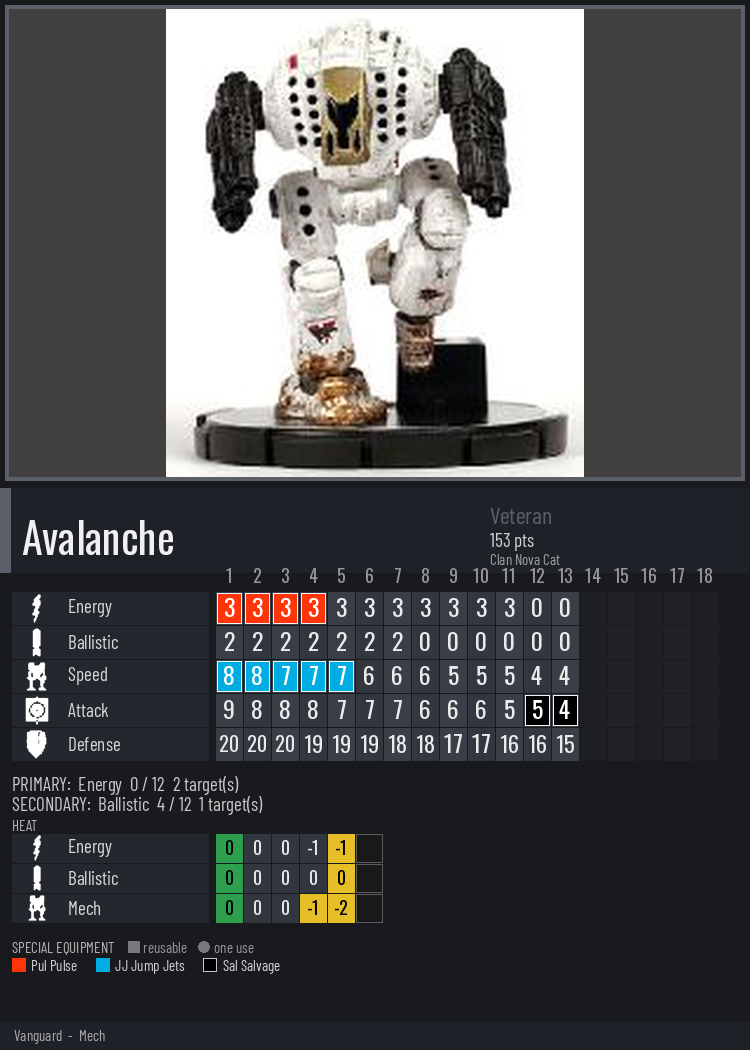 Avalanche
Veteran
153 pts
Clan Nova Cat
1 2 3 4 5 6 7 8 9 10 11 12 13 14 15 16 17 18
Energy 3 3 3 3 3 3 3 3 3 3 3 0 0
Ballistic 2 2 2 2 2 2 2 0 0 0 0 0 0
Speed 8 8 7 7 7 6 6 6 5 5 5 4 4
Attack 9 8 8 8 7 7 7 6 6 6 5 5 4
Defense 20 20 20 19 19 19 18 18 17 17 16 16 15
PRIMARY: Energy 0 / 12 2 target(s)
SECONDARY: Ballistic 4 / 12 1 target(s)
HEAT
Energy 0 0 0 -1 -1
Ballistic 0 0 0 0 0
Mech 0 0 0 -1 -2
SPECIAL EQUIPMENT reusable one use
Pul Pulse JJ Jump Jets Sal Salvage
Vanguard - Mech